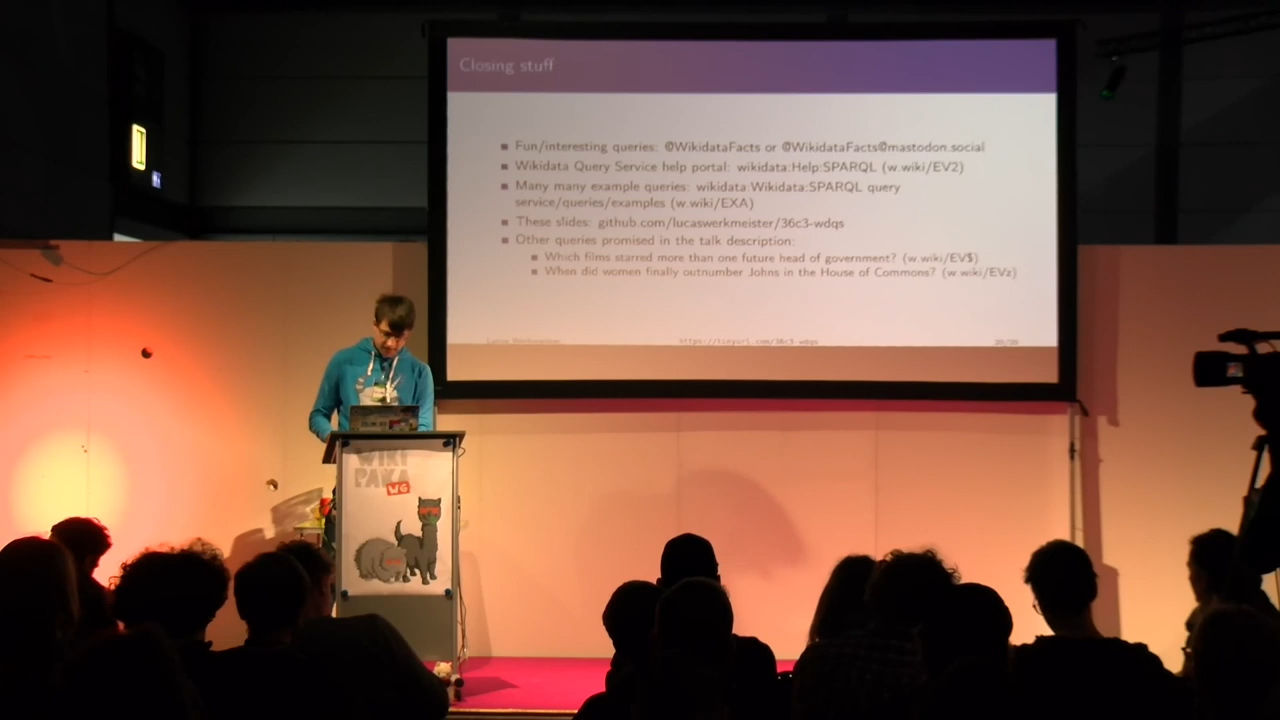 Closing stuff
Fun/interesting queries: @WikidataFacts or @WikidataFacts@mastodon.social
Wikidata Query Service help portal: wikidata:Help:SPARQL (w.wiki/EV2)
Many many example queries: wikidata:Wikidata:SPARQL query
service/queries/examples (w.wiki/EXA)
These slides: github.com/lucaswerkmeister/36c3-wdqs
Other queries promised in the talk description:
Which films starred more than one future head of government? (w.wiki/EV$)
When did women finally outnumber Johns in the House of Commons? (w.wiki/EVz)
Lucas Werkmeister
https://tinyurl.com/36c3-wdqs
WIKI
PAKA
WG